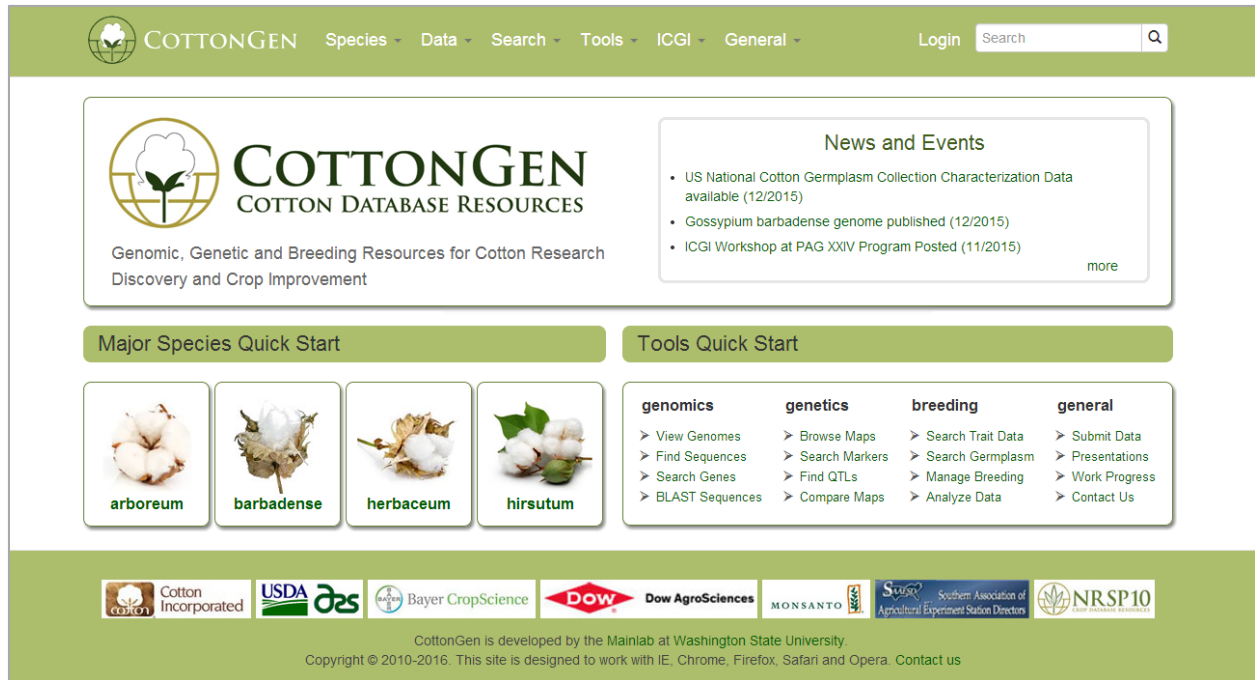 COTTONGEN Species Data Search Tools ICGI General Login Search
COTTONGEN
COTTON DATABASE RESOURCES
Genomic, Genetic and Breeding Resources for Cotton Research
Discovery and Crop Improvement
News and Events
US National Cotton Germplasm Collection Characterization Data
available (12/2015)
Gossypium barbadense genome published (12/2015)
ICGI Workshop at PAG XXIV Program Posted (11/2015)
more
Major Species Quick Start
arboreum
barbadense
herbaceum
hirsutum
Tools Quick Start
genomics
View Genomes
Find Sequences
Search Genes
BLAST Sequences
genetics
Browse Maps
Search Markers
Find QTLs
Compare Maps
breeding
Search Trait Data
Search Germplasm
Manage Breeding
Analyze Data
general
Submit Data
Presentations
Work Progress
Contact Us
cotton
Cotton
Incorporated
USDA
BAYER
Bayer CropScience
DOW
Dow AgroSciences
MONSANTO
Southern Association of
Agricultural Experiment Station Directors
NRSP10
CROP DATABASE RESOURCES
CottonGen is developed by the Mainlab at Washington State University.
Copyright © 2010-2016. This site is designed to work with IE, Chrome, Firefox, Safari and Opera. Contact us